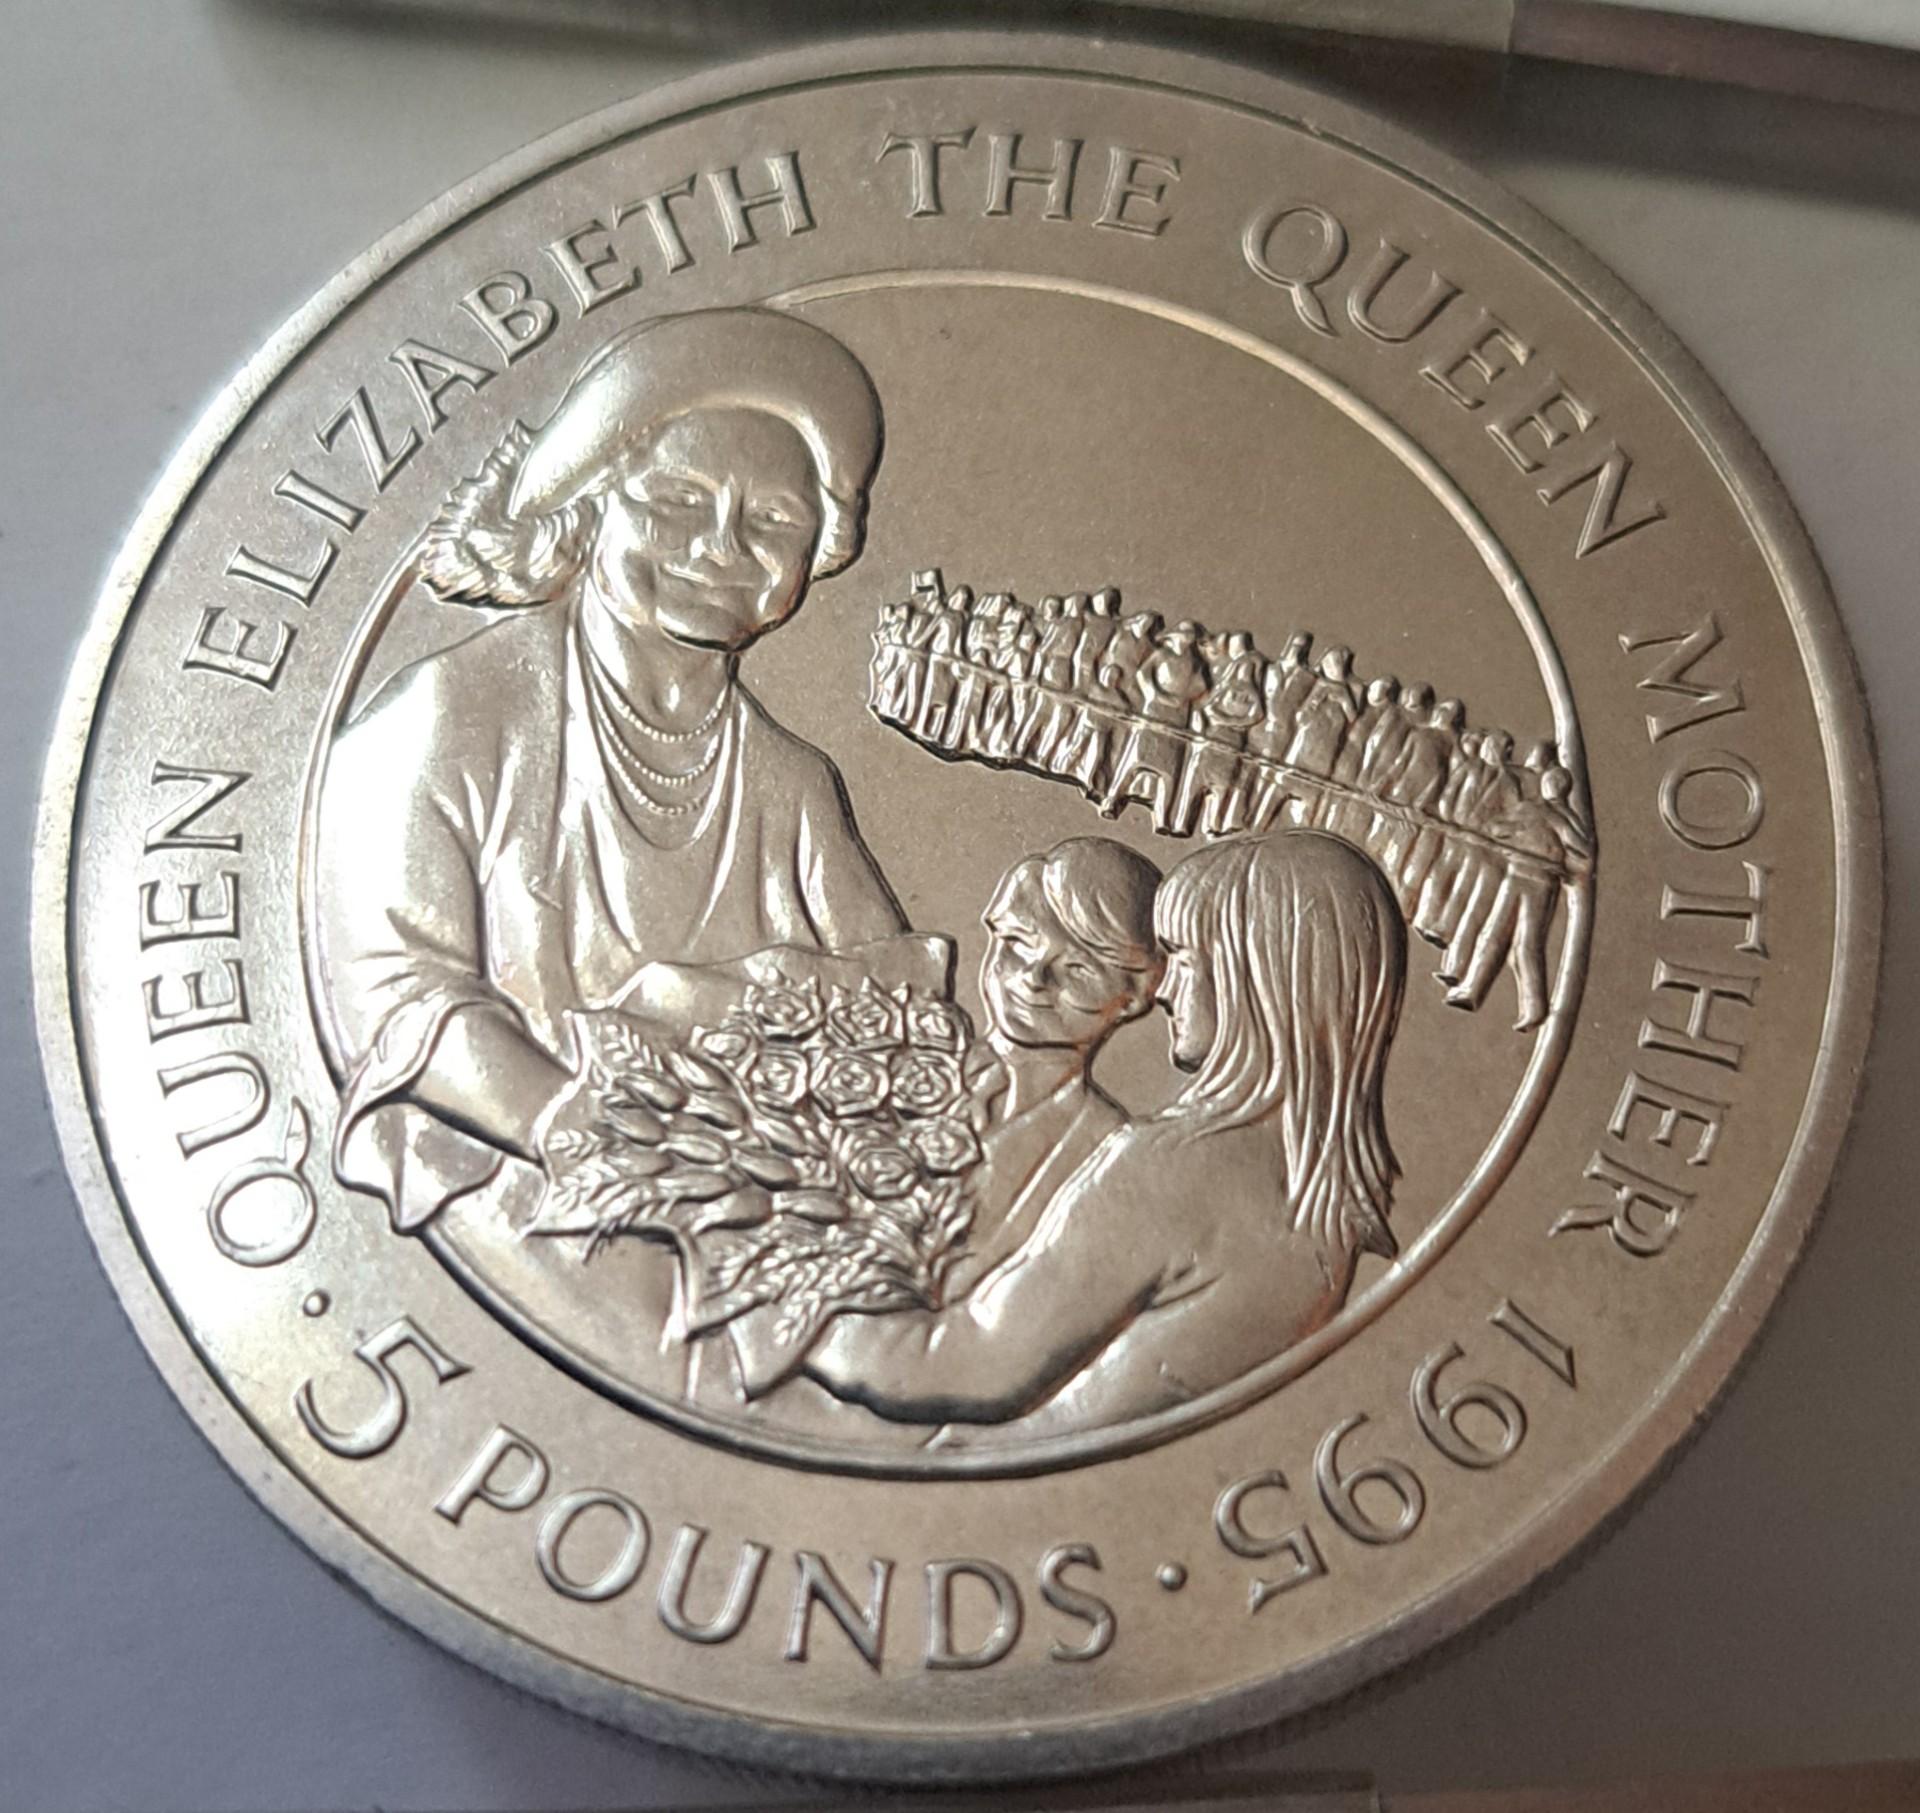 QUEEN ELIZABETH THE QUEEN MOTHER 1995
· 5 POUNDS ·